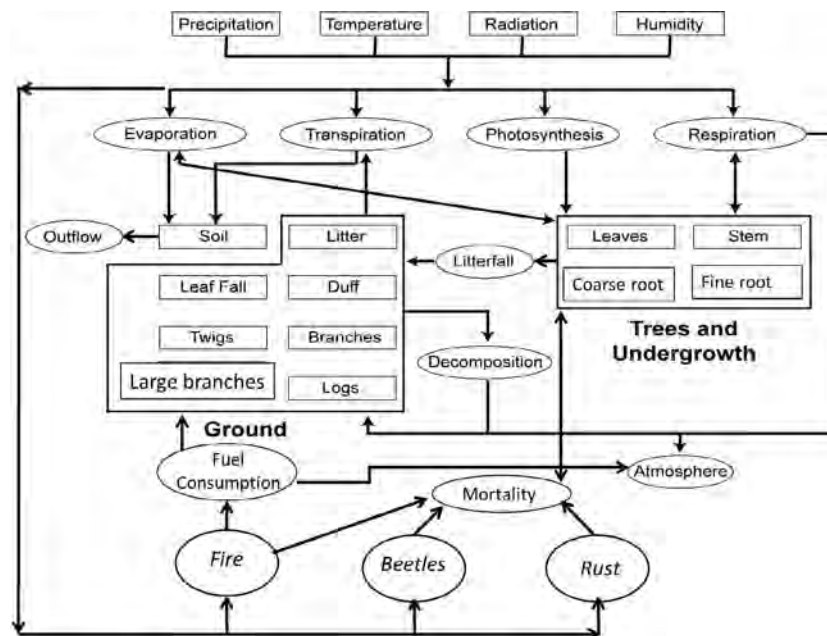 Precipitation
Temperature
Radiation
Humidity
Evaporation
Transpiration
Photosynthesis
Respiration
Outflow
Soil
Litter
Litterfall
Leaves
Stem
Leaf Fall
Duff
Coarse root
Fine root
Twigs
Branches
Trees and
Undergrowth
Decomposition
Large branches
Logs
Ground
Fuel
Consumption
Atmosphere
Mortality
Fire
Beetles
Rust